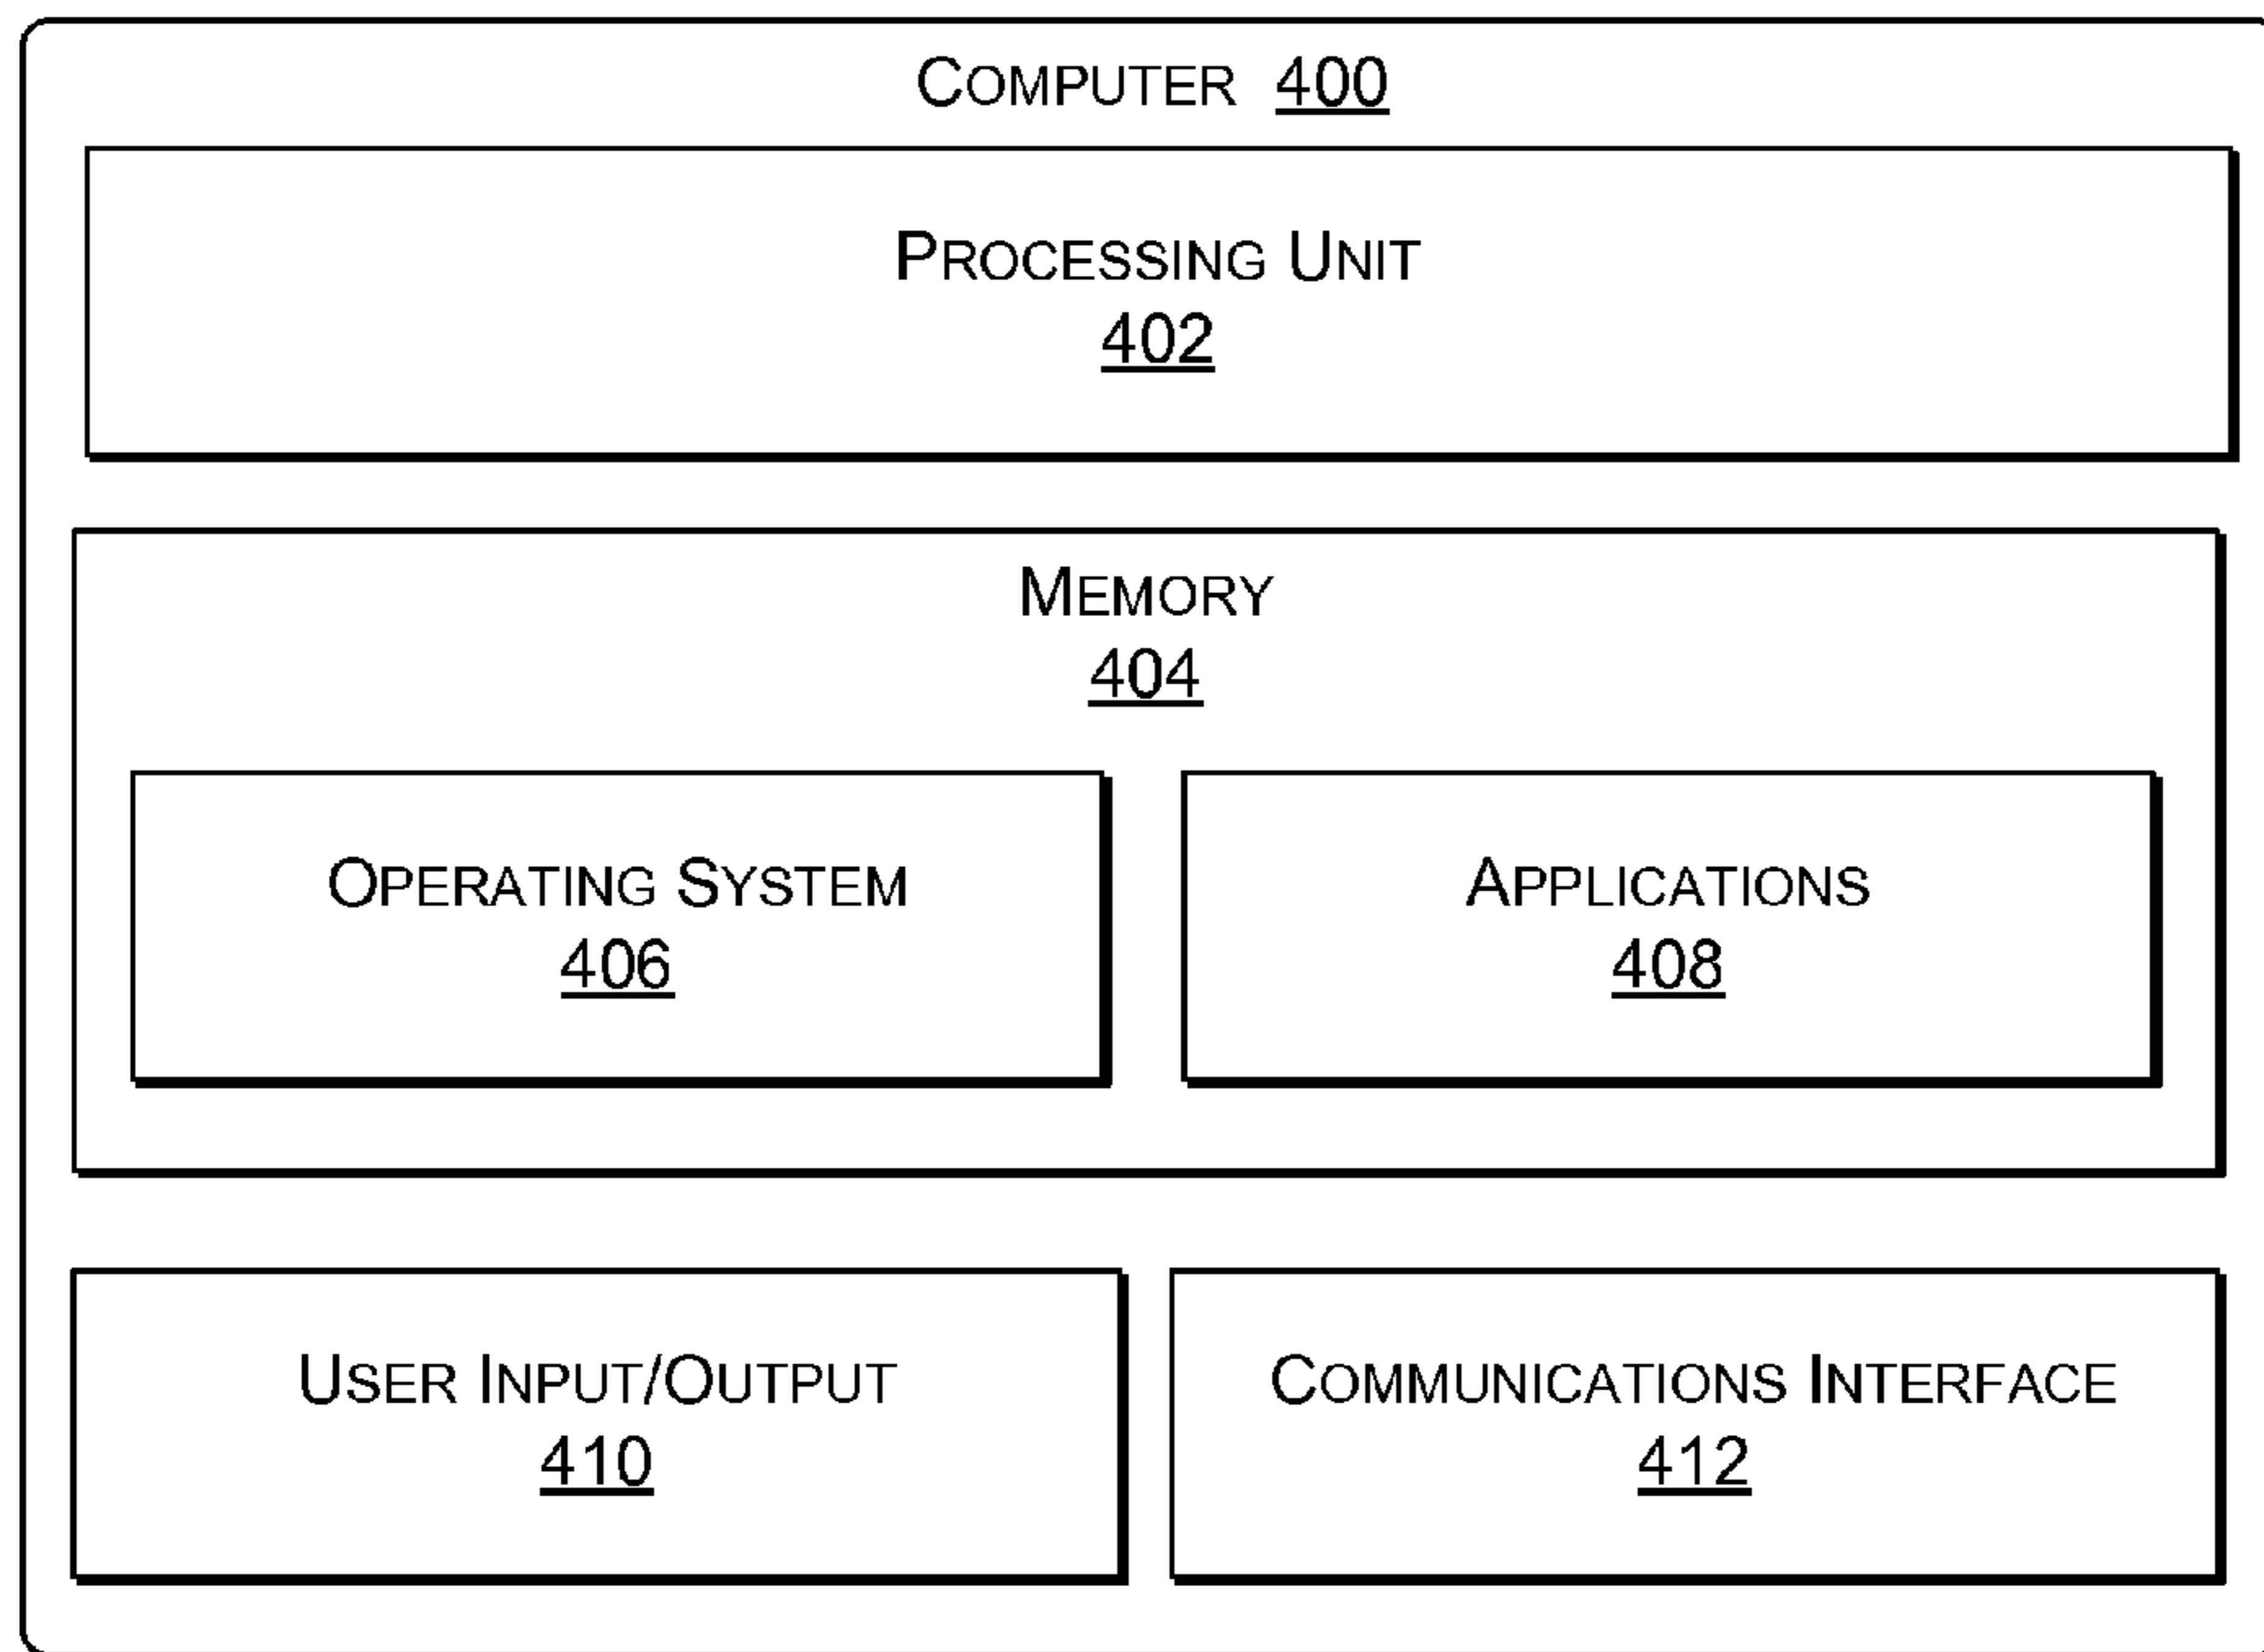 COMPUTER 400
PROCESSING UNIT
402
MEMORY
404
OPERATING SYSTEM
406
APPLICATIONS
408
USER INPUT/OUTPUT
410
COMMUNICATIONS INTERFACE
412